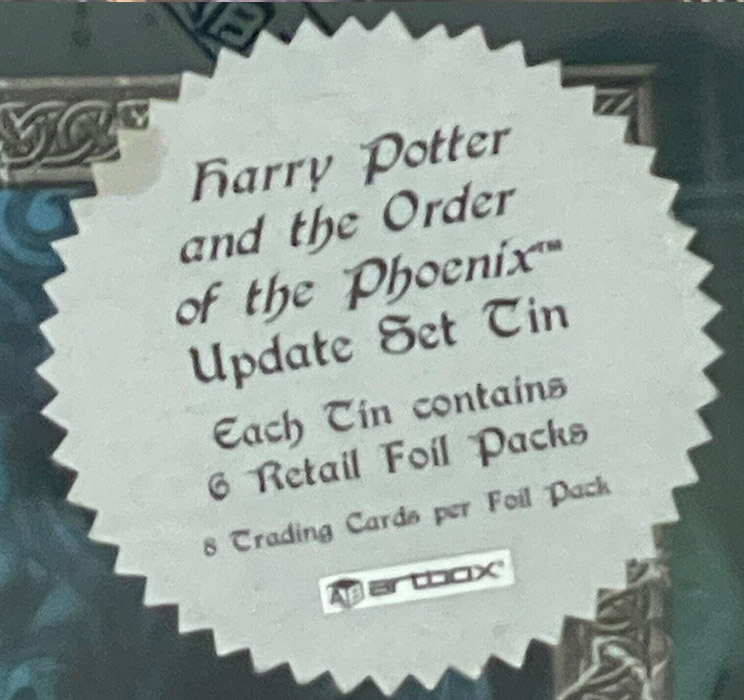 Harry Potter
and the Order
of the Phoenix™
Update Set Tin
Each Tin contains
6 Retail Foil Packs
8 Trading Cards per Foil Pack
AB artbox®